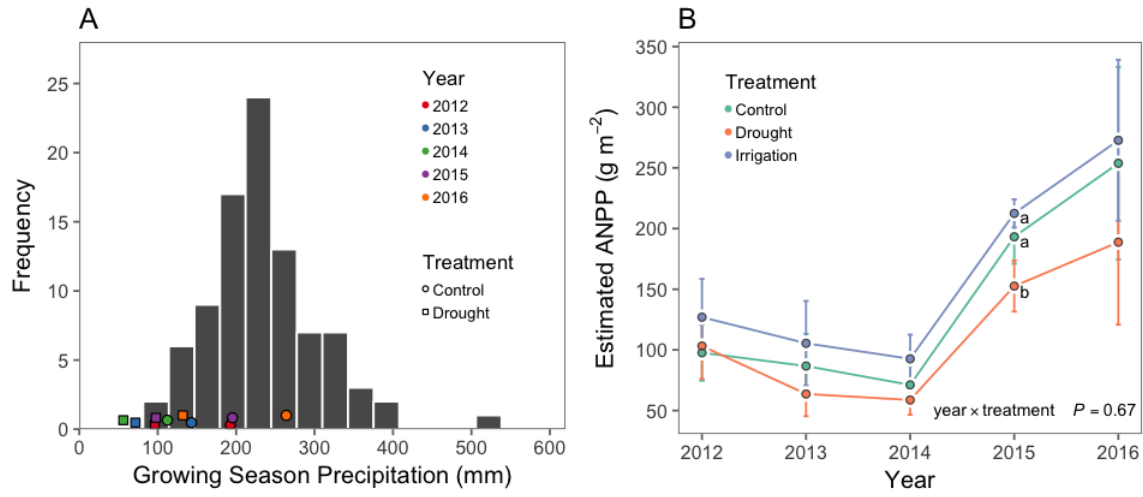 A
Frequency
25
20
15
10
5
0
0 100 200 300 400 500 600
Growing Season Precipitation (mm)
Year
2012
2013
2014
2015
2016
Treatment
Control
Drought
B
Estimated ANPP (g m⁻²)
350
300
250
200
150
100
50
Treatment
Control
Drought
Irrigation
a
a
b
year × treatment P = 0.67
2012 2013 2014 2015 2016
Year